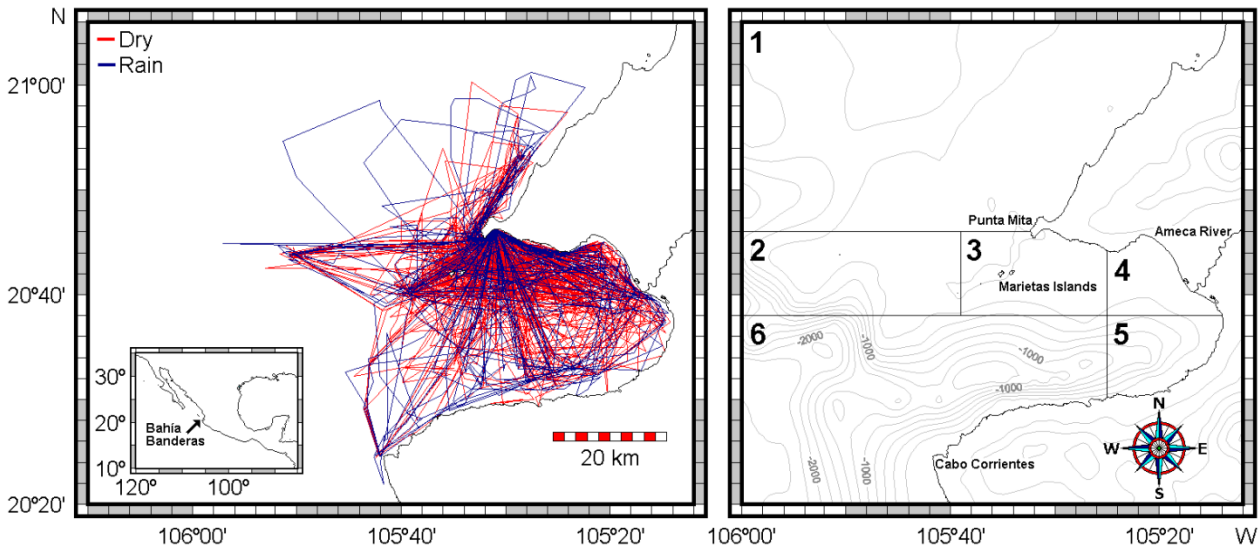 N
Dry
Rain
21º00'
20º40'
20º20'
30º
20º
10º
120º
100º
Bahía
Banderas
20 km
106º00'
105º40'
105º20'
1
2
3
4
5
6
Punta Mita
Ameca River
Marietas Islands
-2000
-1000
-1000
-1000
-2000
-1000
Cabo Corrientes
N
W
E
S
106º00'
105º40'
105º20'
W